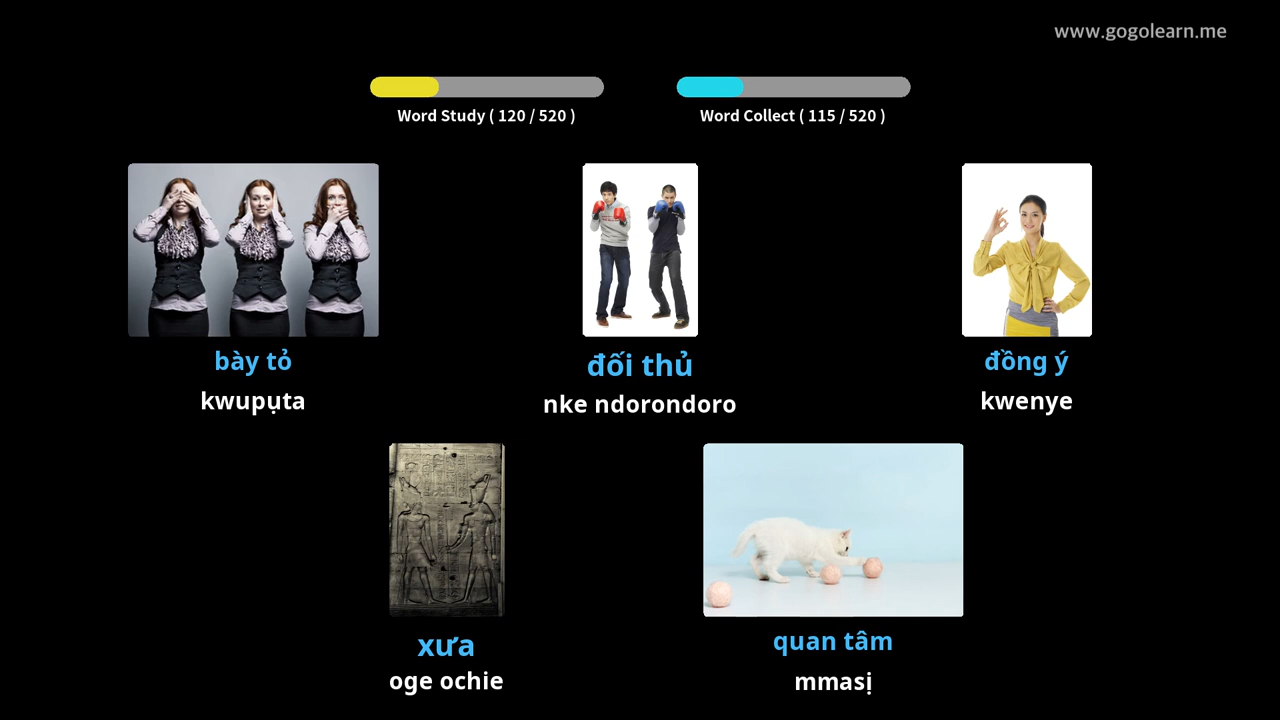 www.gogolearn.me
Word Study ( 120 / 520 )
Word Collect ( 115 / 520 )
bày tỏ
kwupụta
đối thủ
nke ndorondoro
đồng ý
kwenye
xưa
oge ochie
quan tâm
mmasị